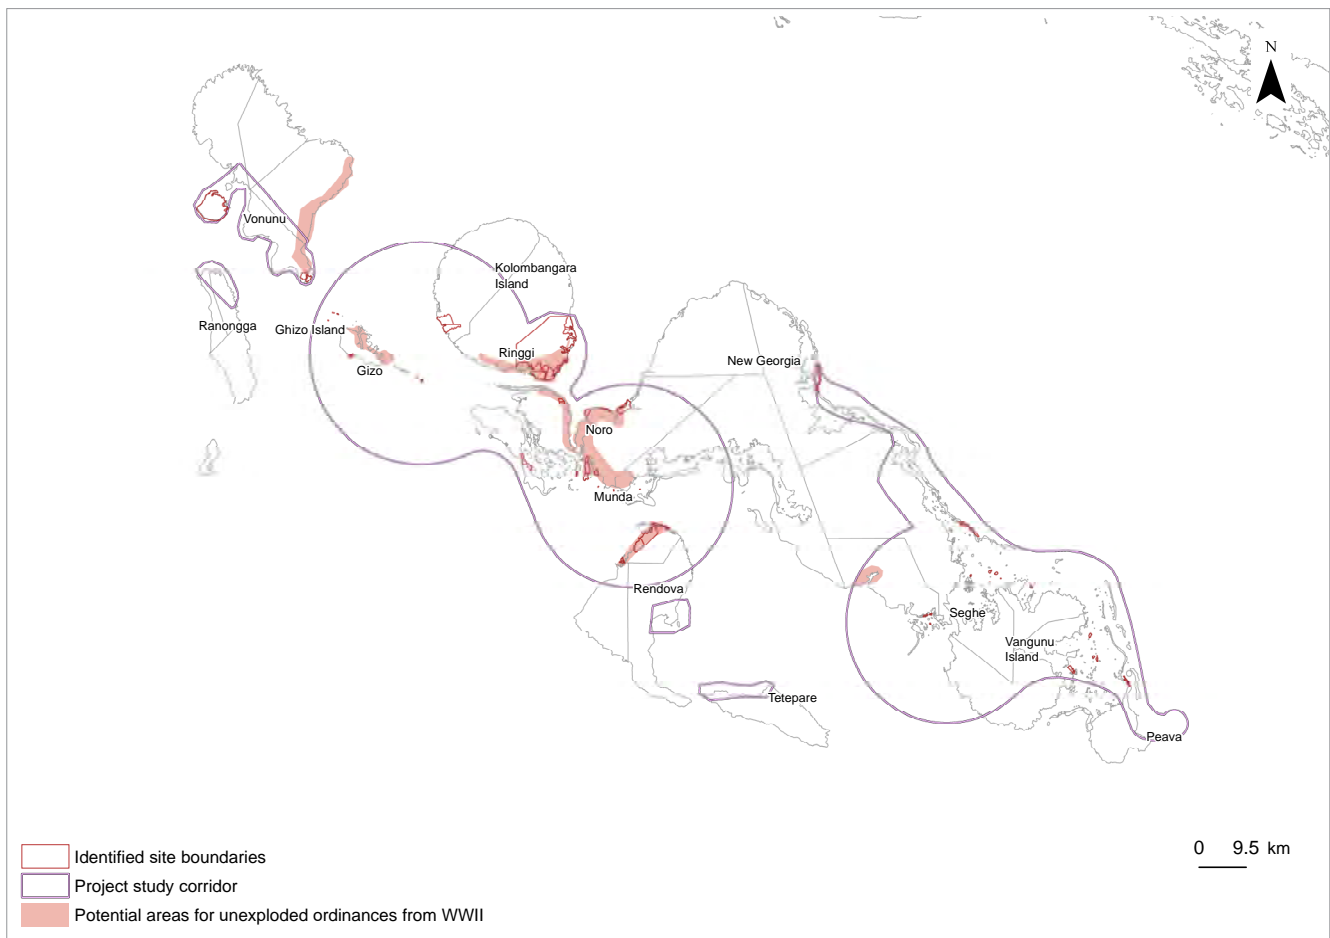 N
Vonunu
Kolombangara
Island
Ranongga
Ghizo Island
Ringgi
New Georgia
Gizo
Noro
Munda
Rendova
Seghe
Vangunu
Island
Tetepare
Peava
0 9.5 km
Identified site boundaries
Project study corridor
Potential areas for unexploded ordinances from WWII